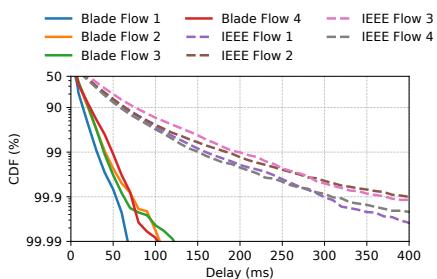 Blade Flow 1
Blade Flow 2
Blade Flow 3
Blade Flow 4
IEEE Flow 1
IEEE Flow 2
IEEE Flow 3
IEEE Flow 4
50
90
99
99.9
99.99
CDF (%)
0 50 100 150 200 250 300 350 400
Delay (ms)